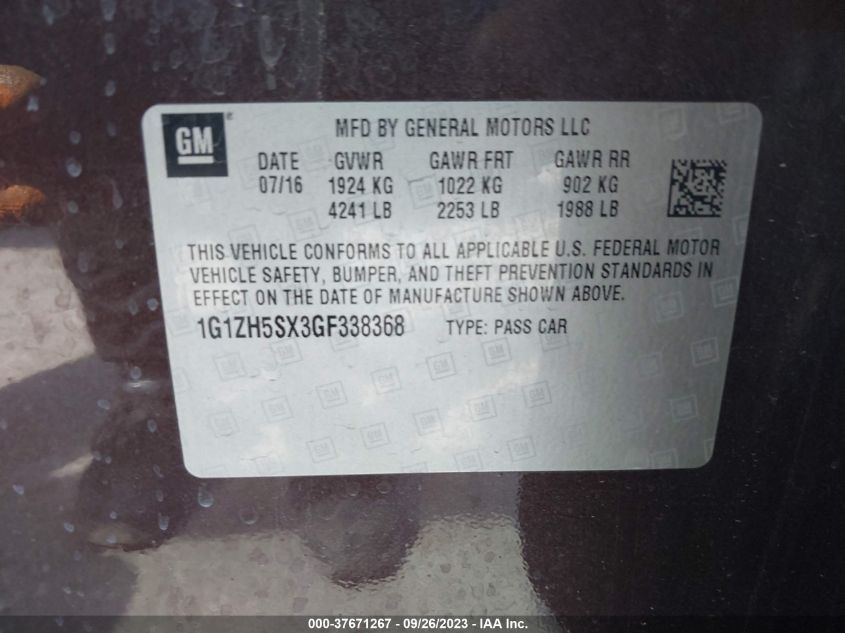 GM
MFD BY GENERAL MOTORS LLC
DATE GVWR GAWR FRT GAWR RR
07/16 1924 KG 1022 KG 902 KG
4241 LB 2253 LB 1988 LB
THIS VEHICLE CONFORMS TO ALL APPLICABLE U.S. FEDERAL MOTOR
VEHICLE SAFETY, BUMPER, AND THEFT PREVENTION STANDARDS IN
EFFECT ON THE DATE OF MANUFACTURE SHOWN ABOVE.
1G1ZH5SX3GF338368 TYPE: PASS CAR
000-37671267 - 09/26/2023 - IAA Inc.